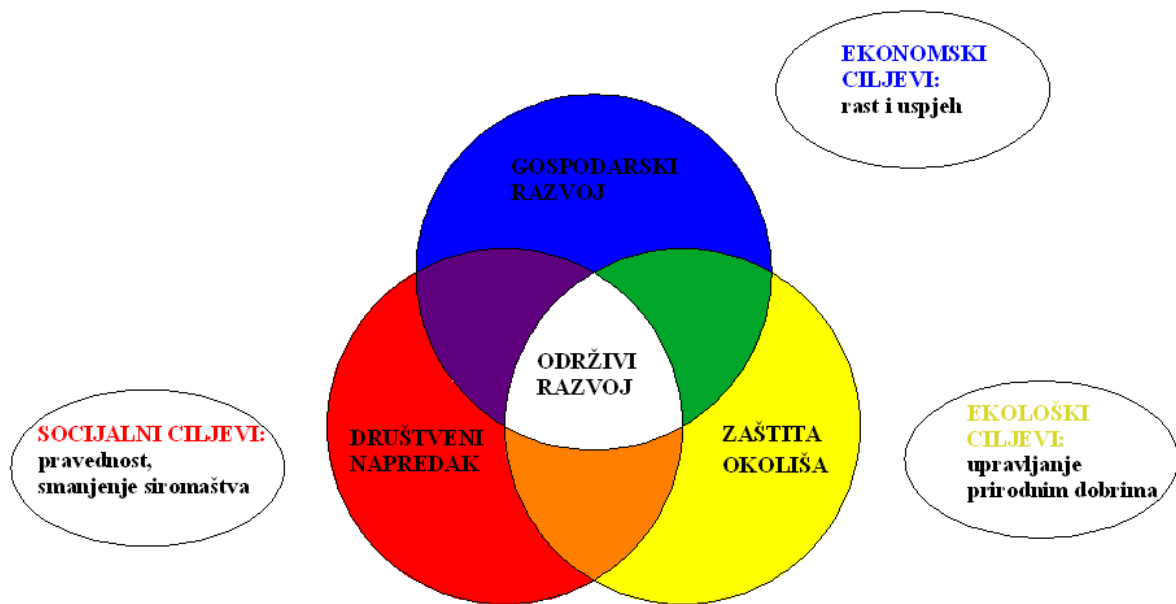 EKONOMSKI
CILJEVI:
rast i uspjeh
GOSPODARSKI
RAZVOJ
ODRŽIVI
RAZVOJ
SOCIJALNI CILJEVI:
pravednost,
smanjenje siromaštva
DRUŠTVENI
NAPREDAK
ZAŠTITA
OKOLIŠA
EKOLOŠKI
CILJEVI:
upravljanje
prirodnim dobrima